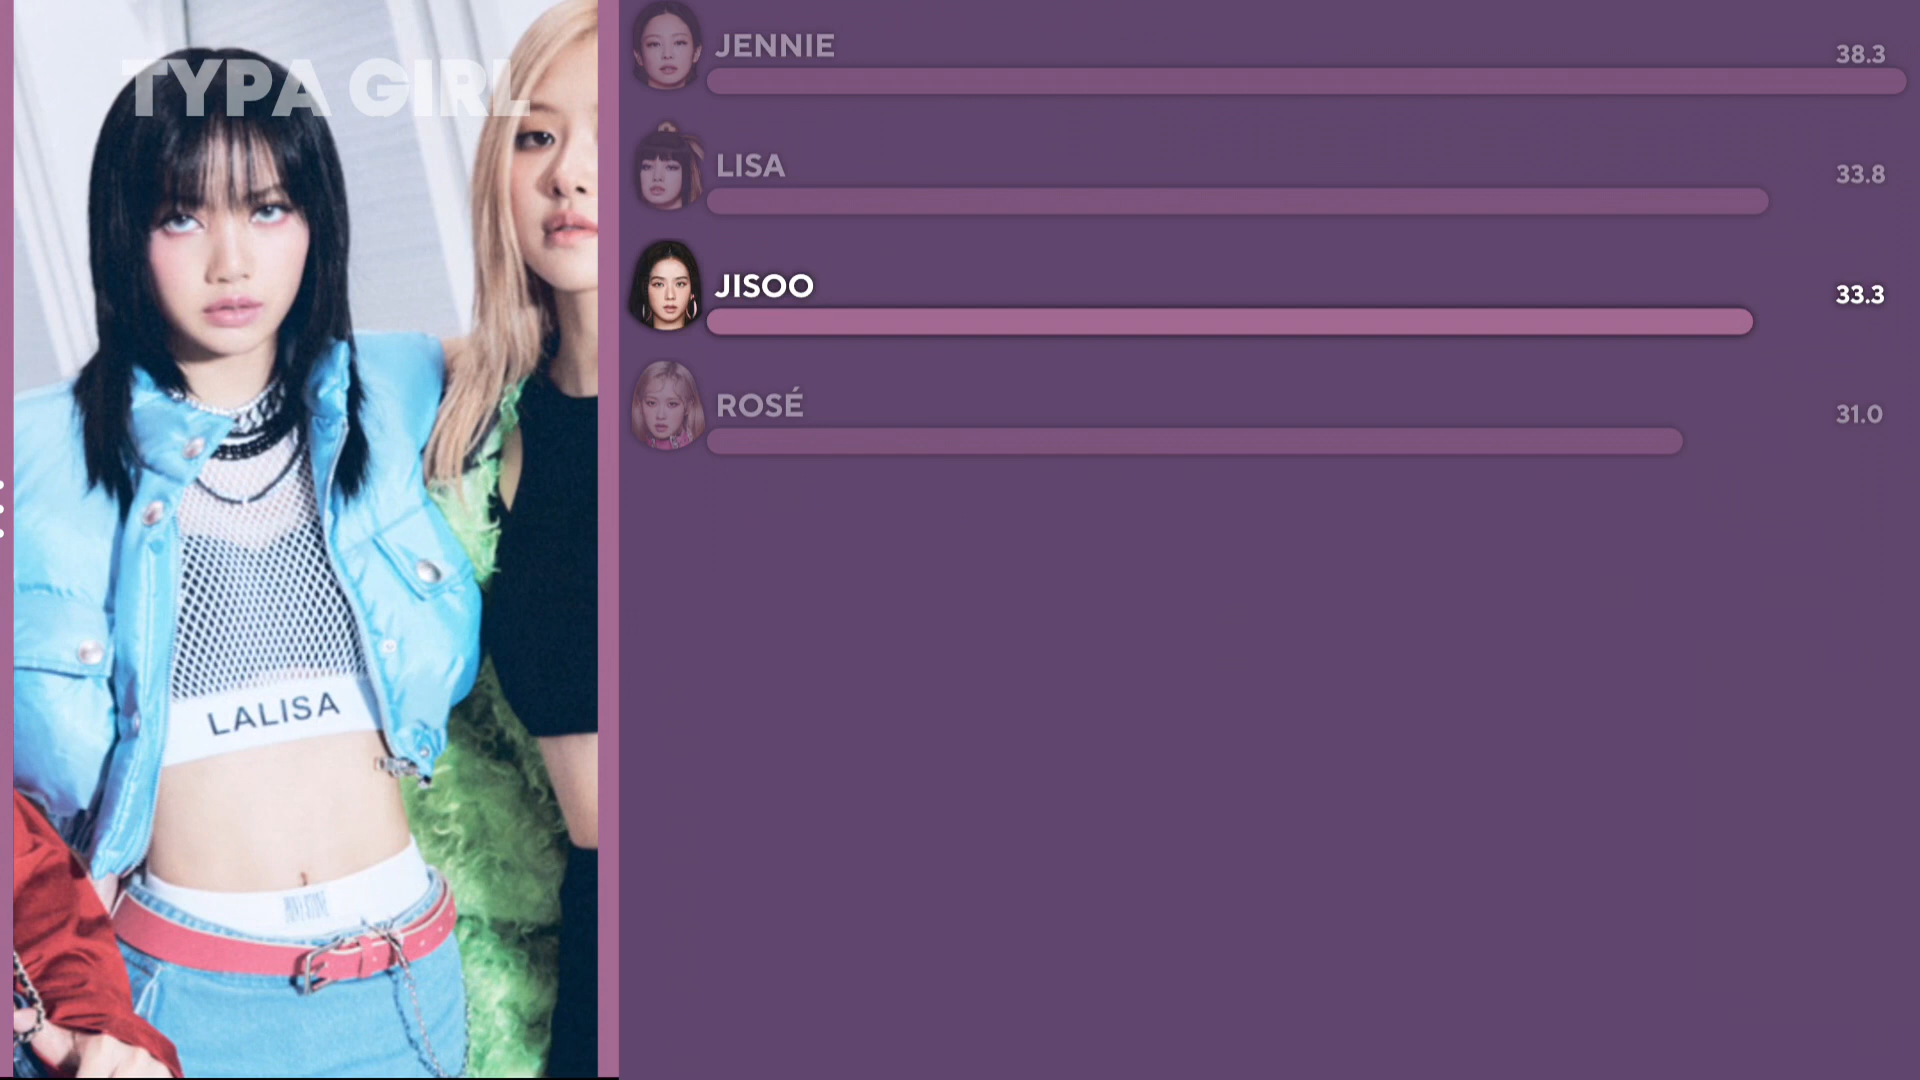 TYPA GIRL
JENNIE
38.3
LISA
33.8
JISOO
33.3
ROSÉ
31.0
LALISA